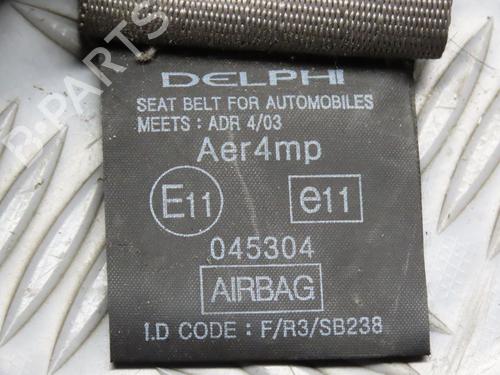 B-PARTS
DELPHI
SEAT BELT FOR AUTOMOBILES
MEETS : ADR 4/03
Aer4mp
E11 e11
045304
AIRBAG
I.D CODE : F/R3/SB238